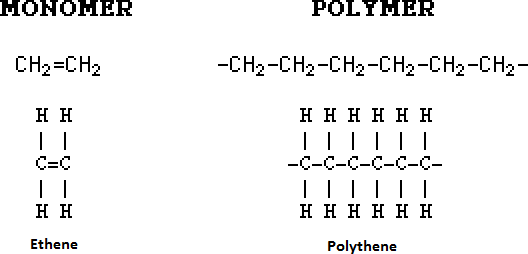 MONOMER POLYMER
CH₂=CH₂ -CH₂-CH₂-CH₂-CH₂-CH₂-CH₂-
H H H H H H H H
| | | | | | | |
C=C -C-C-C-C-C-C-
| | | | | | | |
H H H H H H H H
Ethene Polythene